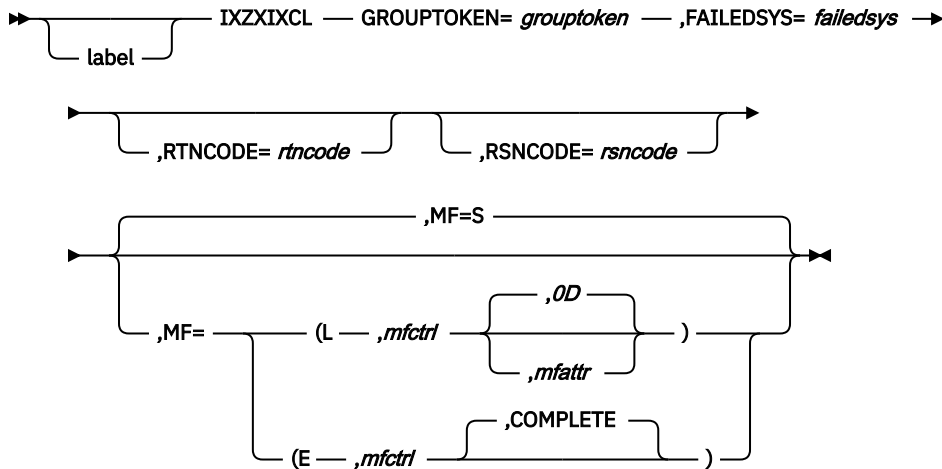 IXZXIXCL GROUPTOKEN= grouptoken ,FAILEDSYS= failedsys
label
,RTNCODE= rtncode ,RSNCODE= rsncode
,MF=S
,0D
,MF= (L ,mfctrl )
,mfattr
,COMPLETE
(E ,mfctrl )